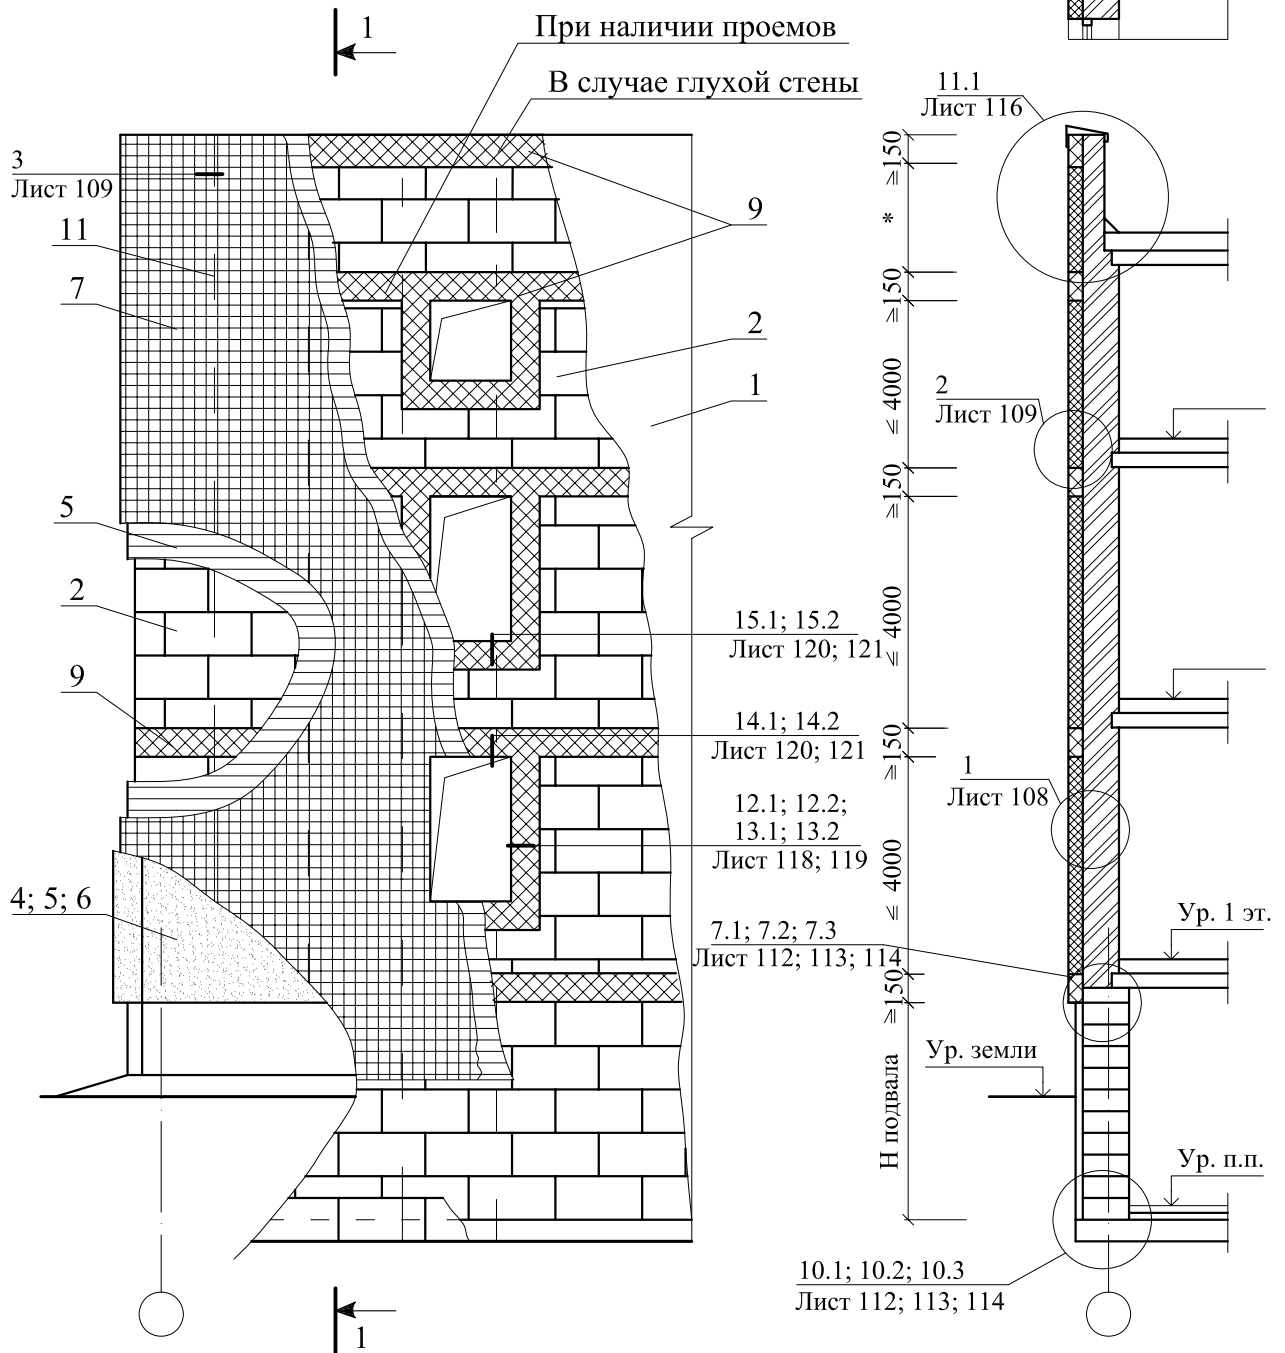 1
При наличии проемов
В случае глухой стены
11.1
Лист 116
3
Лист 109
11
7
9
2
1
⩾150
*
⩾150
⩽ 4000
2
Лист 109
⩾150
5
2
9
15.1; 15.2
Лист 120; 121
⩽ 4000
14.1; 14.2
Лист 120; 121
⩾150
12.1; 12.2;
13.1; 13.2
Лист 118; 119
1
Лист 108
⩽ 4000
4; 5; 6
7.1; 7.2; 7.3
Лист 112; 113; 114
Ур. 1 эт.
⩾150
Ур. земли
Н подвала
Ур. п.п.
10.1; 10.2; 10.3
Лист 112; 113; 114
1